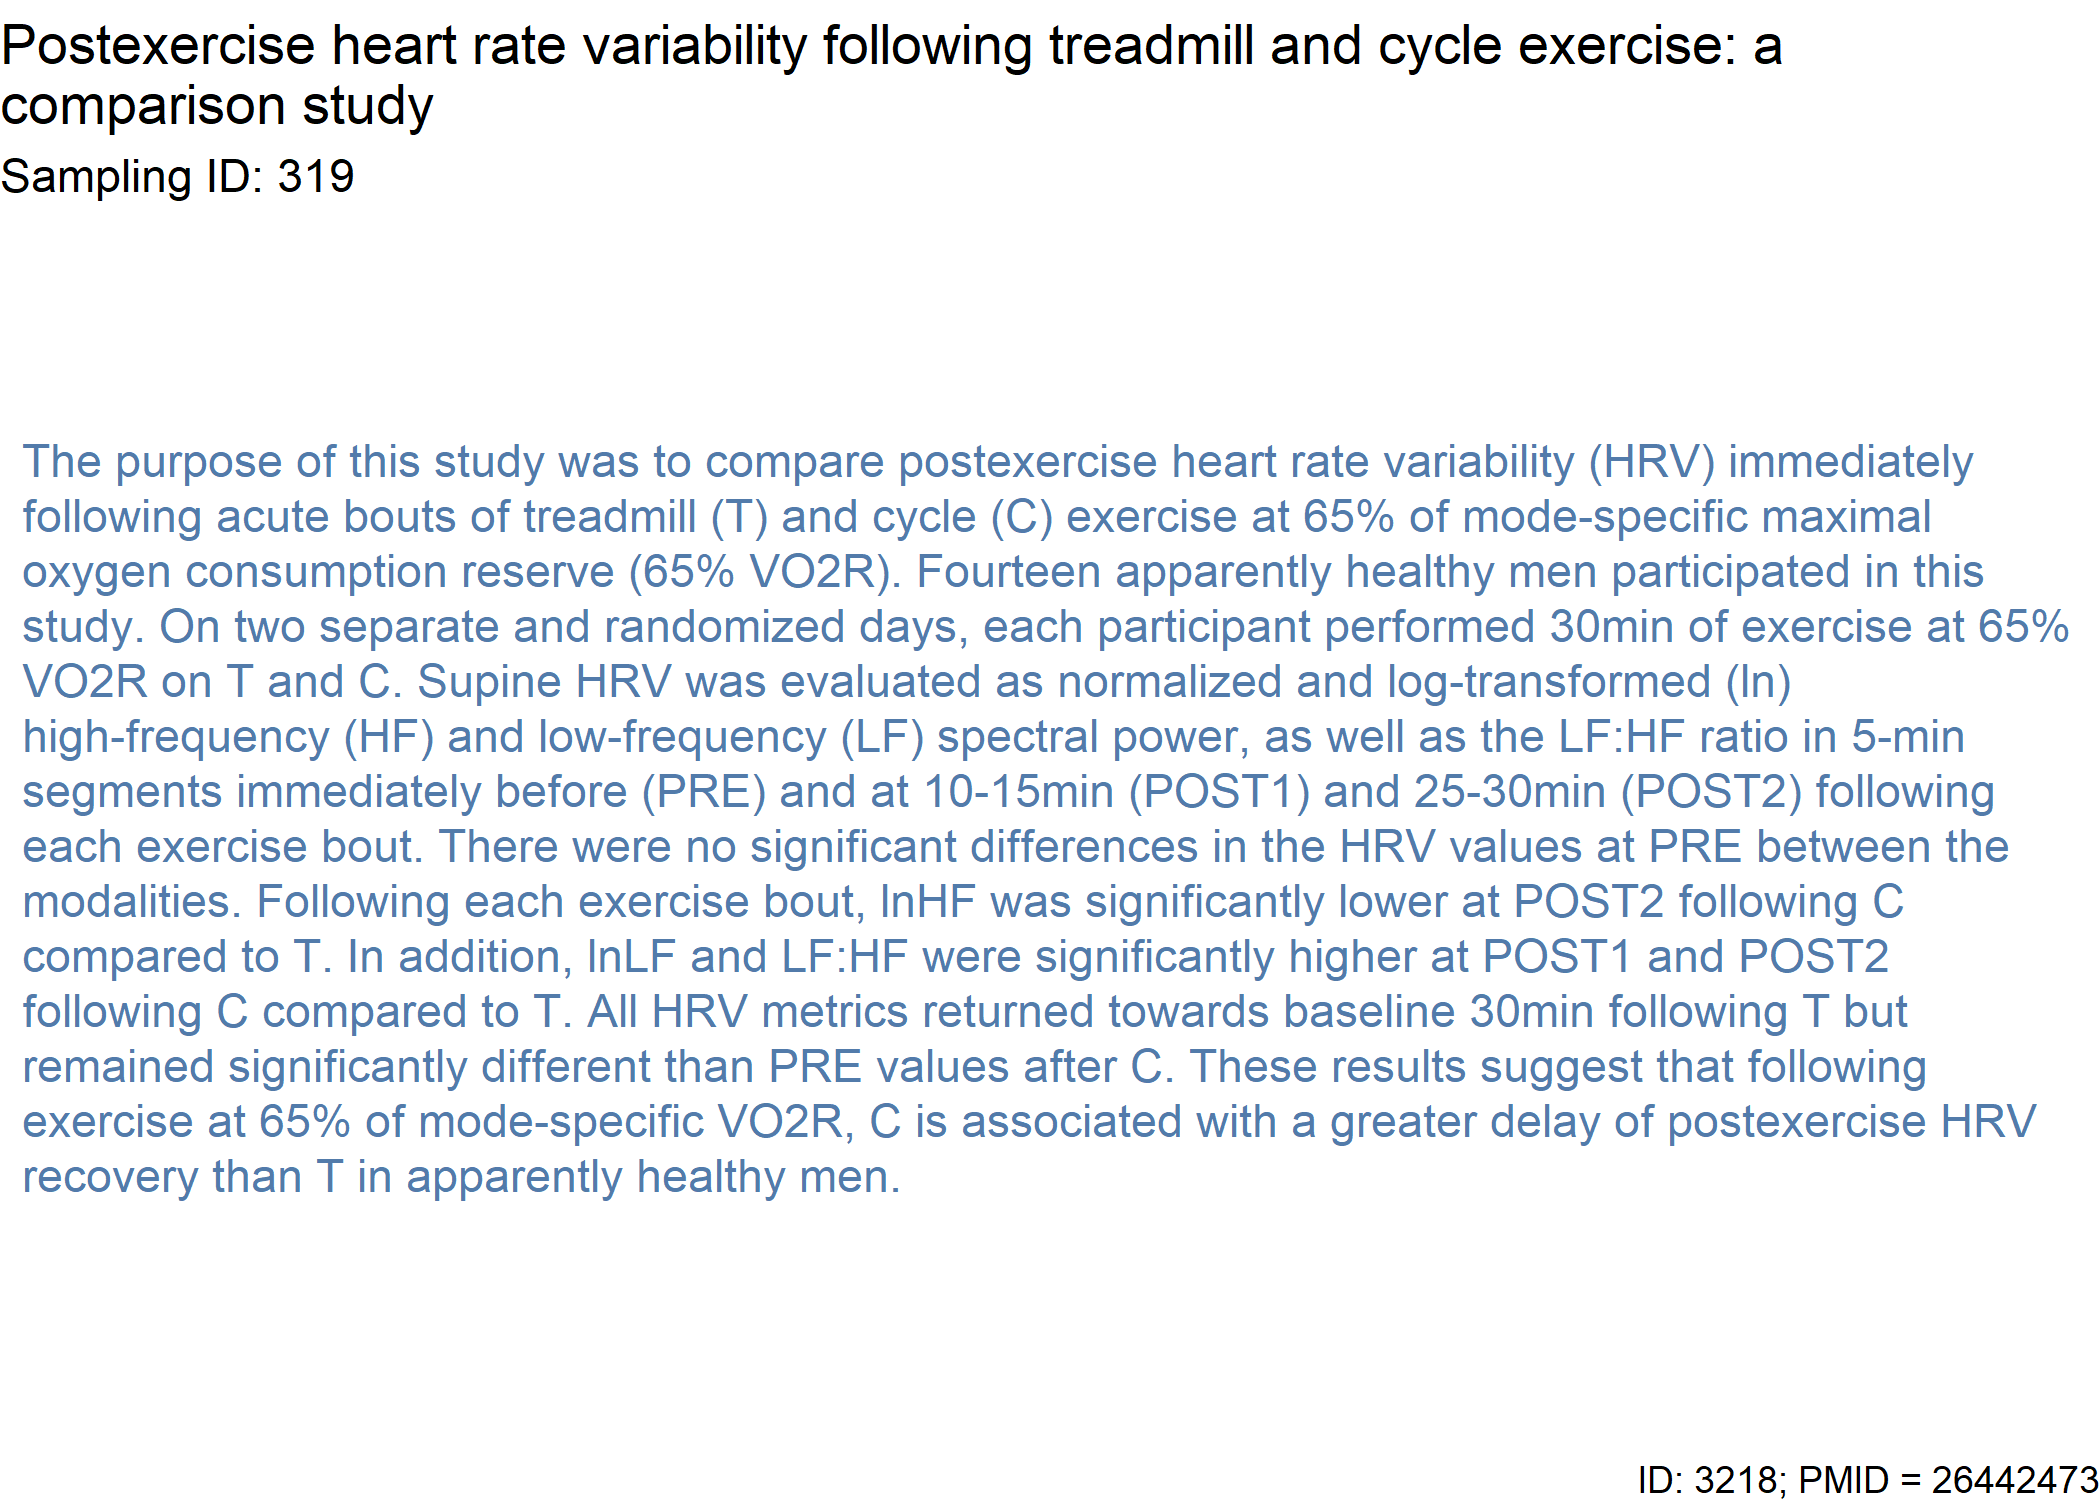 Postexercise heart rate variability following treadmill and cycle exercise: a
comparison study
Sampling ID: 319
The purpose of this study was to compare postexercise heart rate variability (HRV) immediately
following acute bouts of treadmill (T) and cycle (C) exercise at 65% of mode-specific maximal
oxygen consumption reserve (65% VO2R). Fourteen apparently healthy men participated in this
study. On two separate and randomized days, each participant performed 30min of exercise at 65%
VO2R on T and C. Supine HRV was evaluated as normalized and log-transformed (ln)
high-frequency (HF) and low-frequency (LF) spectral power, as well as the LF:HF ratio in 5-min
segments immediately before (PRE) and at 10-15min (POST1) and 25-30min (POST2) following
each exercise bout. There were no significant differences in the HRV values at PRE between the
modalities. Following each exercise bout, lnHF was significantly lower at POST2 following C
compared to T. In addition, lnLF and LF:HF were significantly higher at POST1 and POST2
following C compared to T. All HRV metrics returned towards baseline 30min following T but
remained significantly different than PRE values after C. These results suggest that following
exercise at 65% of mode-specific VO2R, C is associated with a greater delay of postexercise HRV
recovery than T in apparently healthy men.
ID: 3218; PMID = 26442473